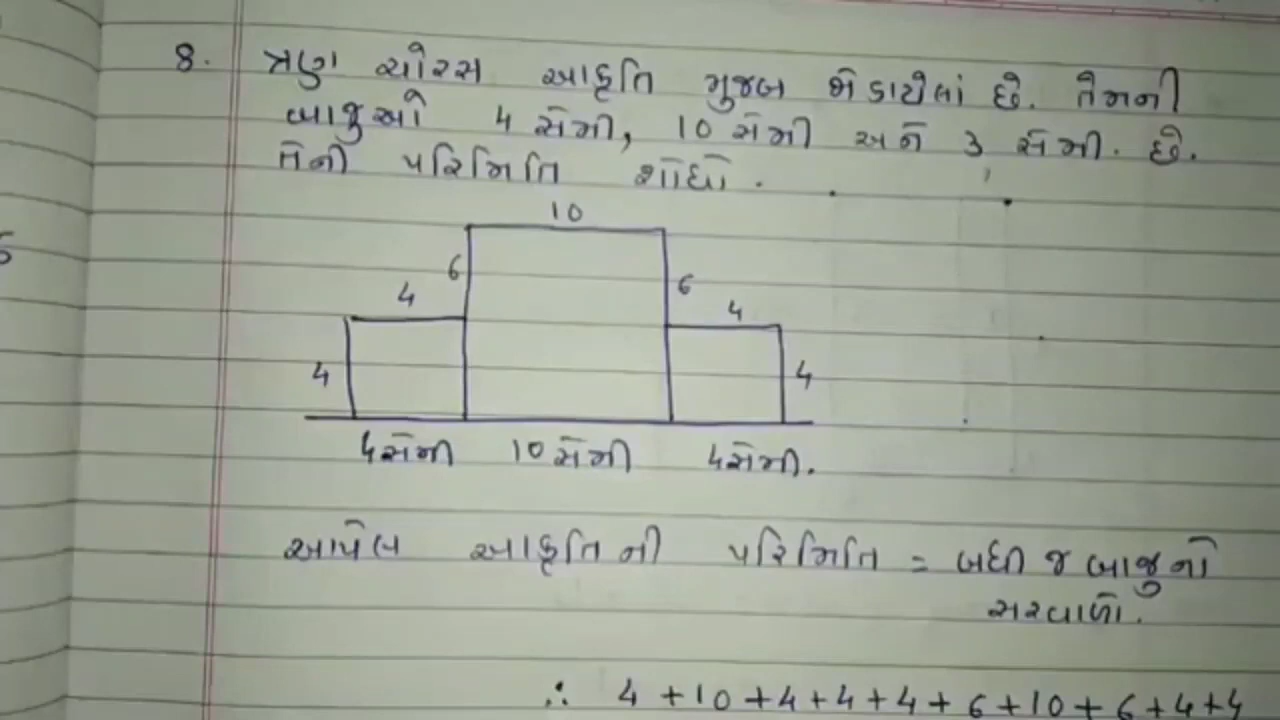 8. ત્રણ ચોરસ આકૃતિ મુજબ જોડાયેલાં છે. તેમની
બાજુઓ 4 સેમી, 10 સેમી અને 3 સેમી. છે.
તેની પરિમિતિ શોધો.
10
6
6
4
4
4
4
4સેમી 10 સેમી 4સેમી.
આપેલ આકૃતિની પરિમિતિ = બધી જ બાજુનો
સરવાળો.
∴ 4 + 10 + 4 + 4 + 4 + 6 + 10 + 6 + 4 + 4